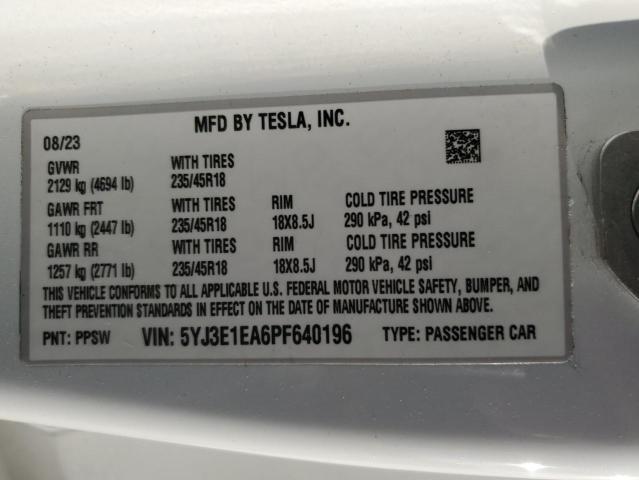 MFD BY TESLA, INC.
08/23
GVWR WITH TIRES
2129 kg (4694 lb) 235/45R18
GAWR FRT WITH TIRES RIM COLD TIRE PRESSURE
1110 kg (2447 lb) 235/45R18 18X8.5J 290 kPa, 42 psi
GAWR RR WITH TIRES RIM COLD TIRE PRESSURE
1257 kg (2771 lb) 235/45R18 18X8.5J 290 kPa, 42 psi
THIS VEHICLE CONFORMS TO ALL APPLICABLE U.S. FEDERAL MOTOR VEHICLE SAFETY, BUMPER, AND
THEFT PREVENTION STANDARDS IN EFFECT ON THE DATE OF MANUFACTURE SHOWN ABOVE.
PNT: PPSW VIN: 5YJ3E1EA6PF640196 TYPE: PASSENGER CAR